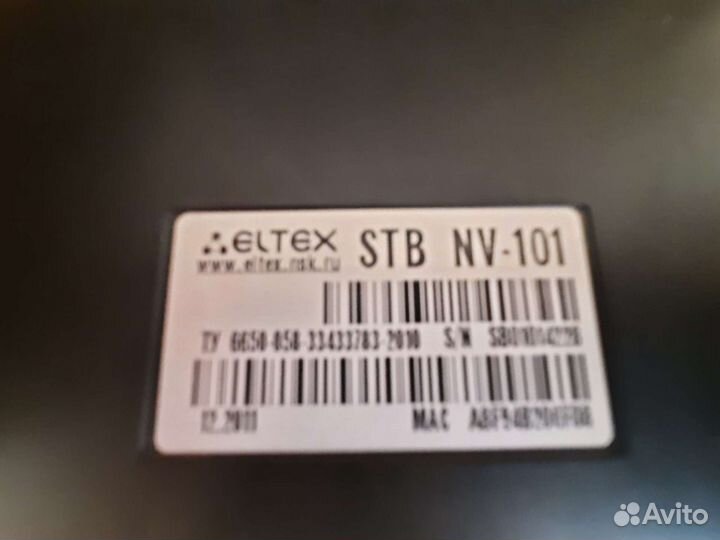 ELTEX STB NV-101
www.eltex.nsk.ru
ТУ 6650-058-33433783-2010 S/N
12.2011 MAC
Avito